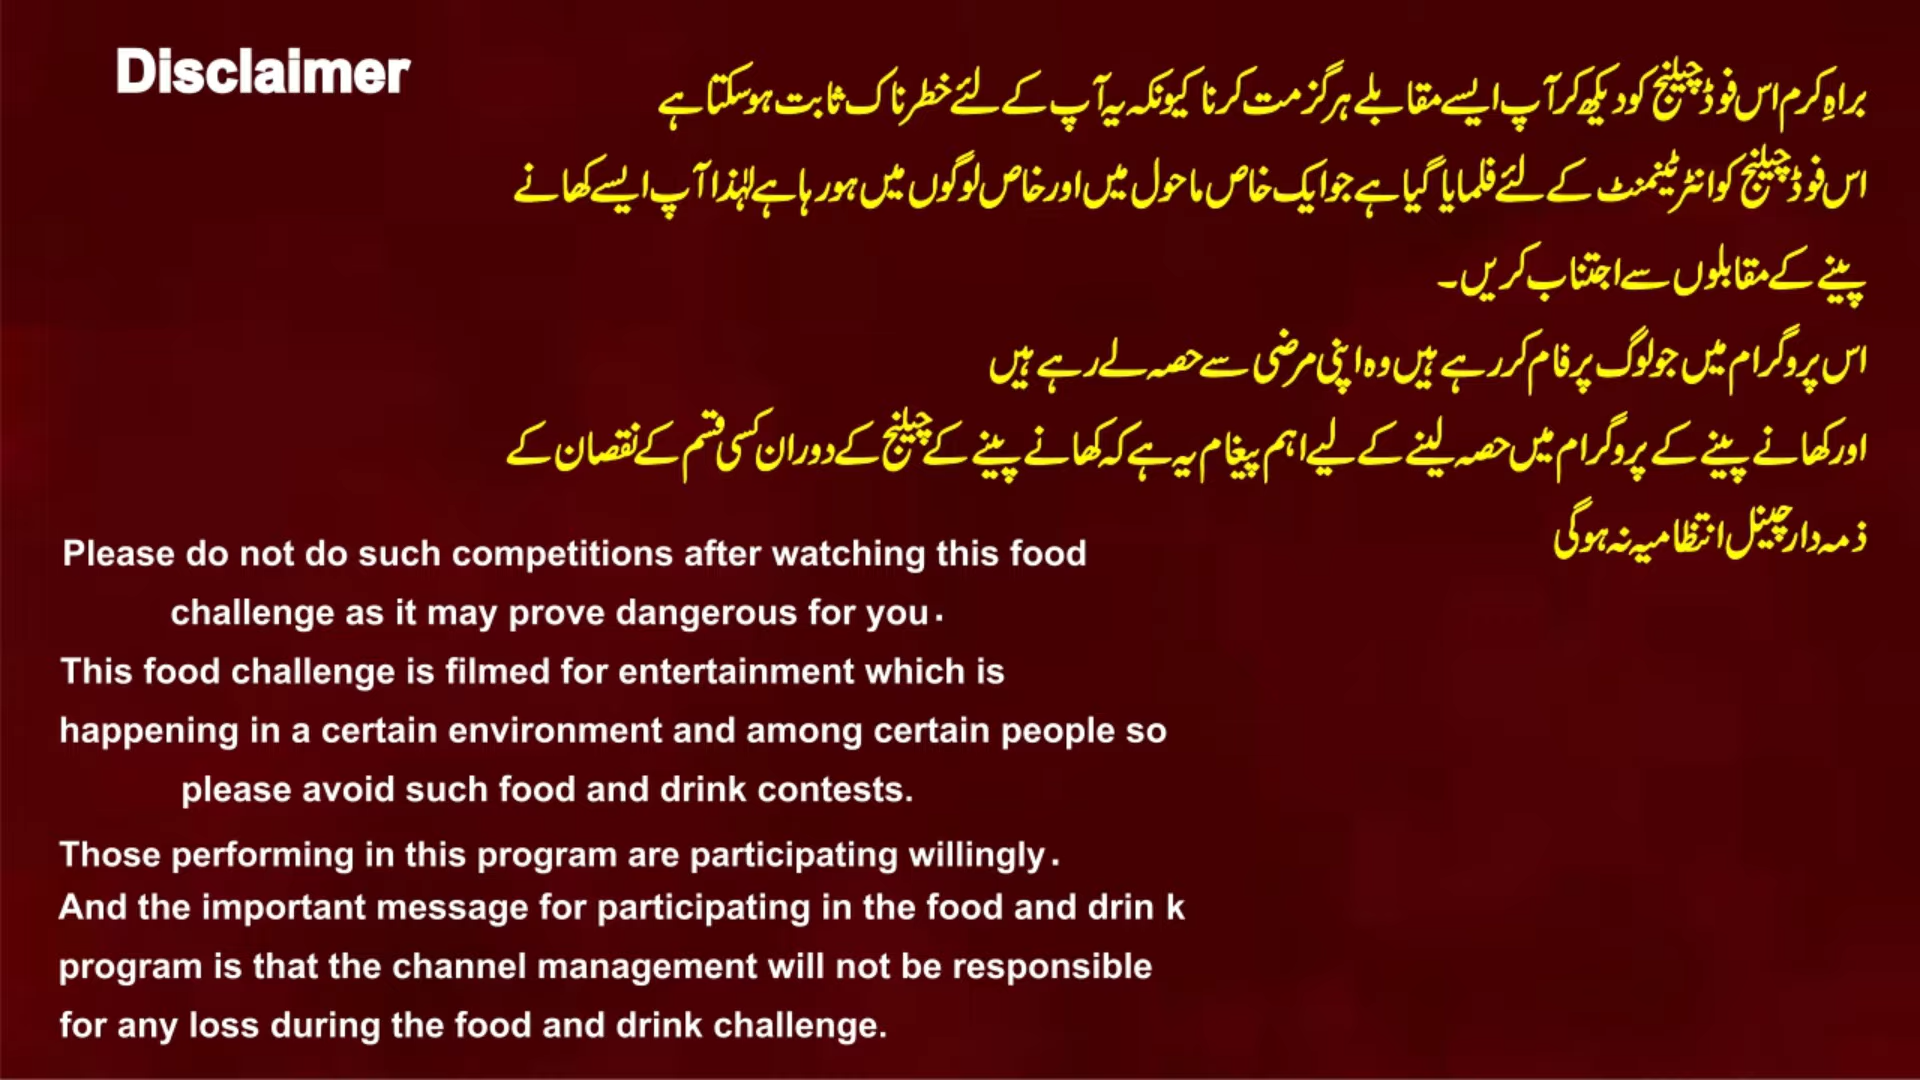 Disclaimer
براہِ کرم اس فوڈ چیلنج کو دیکھ کر آپ ایسے مقابلے ہرگز مت کرنا کیونکہ یہ آپ کے لئے خطرناک ثابت ہوسکتا ہے
اس فوڈ چیلنج کو انٹرٹینمنٹ کے لئے فلمایا گیا ہے جو ایک خاص ماحول میں اور خاص لوگوں میں ہو رہا ہے لہٰذا آپ ایسے کھانے
پینے کے مقابلوں سے اجتناب کریں۔
اس پروگرام میں جو لوگ پرفام کر رہے ہیں وہ اپنی مرضی سے حصہ لے رہے ہیں
اور کھانے پینے کے پروگرام میں حصہ لینے کے لیے اہم پیغام یہ ہے کہ کھانے پینے کے چیلنج کے دوران کسی قسم کے نقصان کے
ذمہ دار چینل انتظامیہ نہ ہوگی
Please do not do such competitions after watching this food
challenge as it may prove dangerous for you.
This food challenge is filmed for entertainment which is
happening in a certain environment and among certain people so
please avoid such food and drink contests.
Those performing in this program are participating willingly.
And the important message for participating in the food and drin k
program is that the channel management will not be responsible
for any loss during the food and drink challenge.